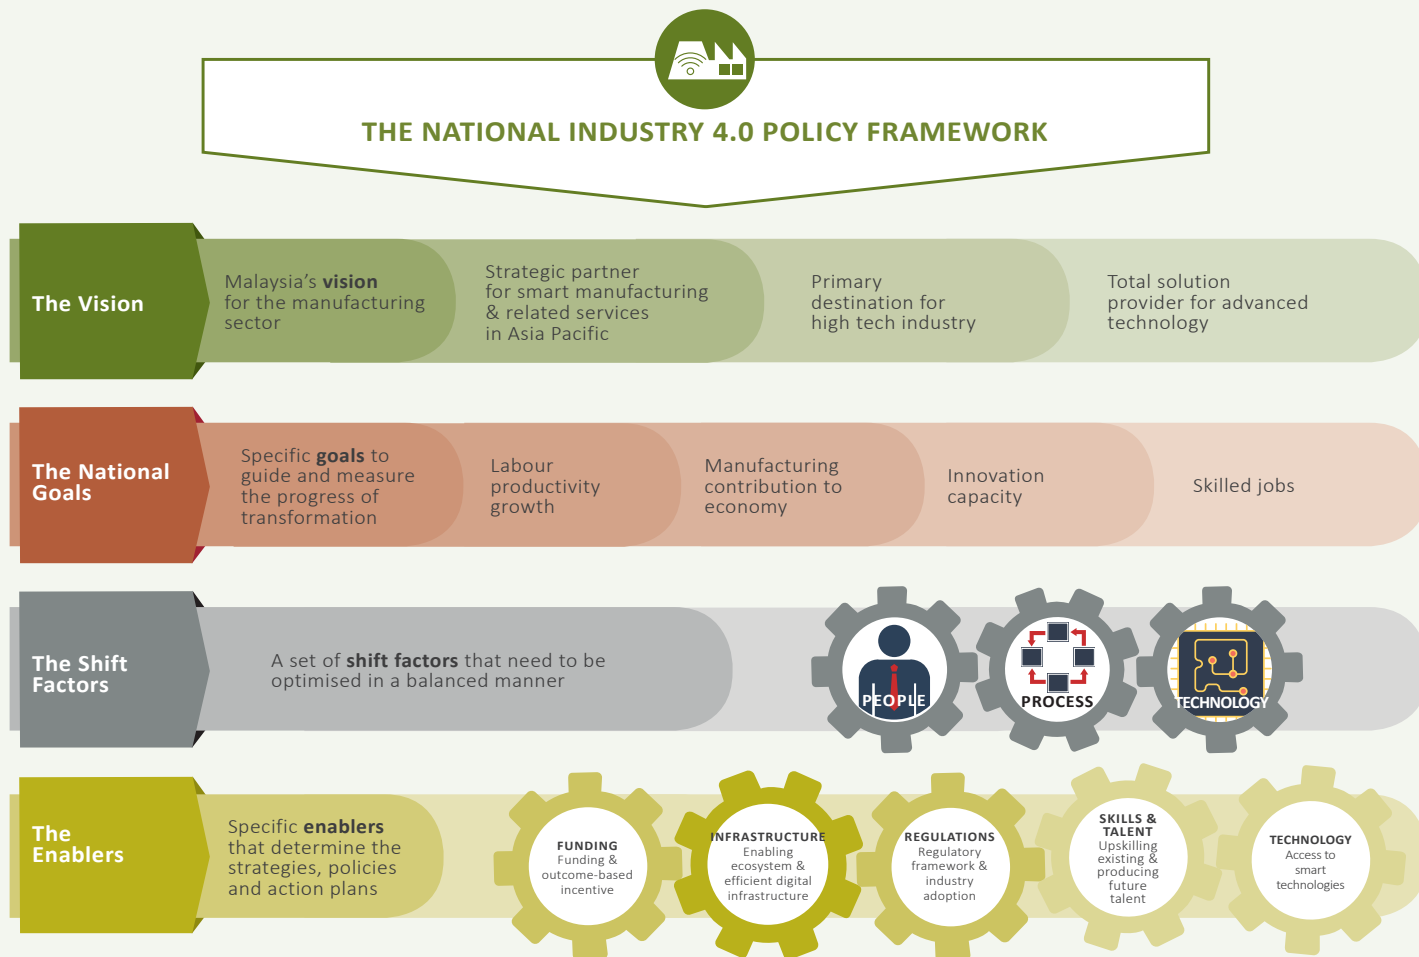 THE NATIONAL INDUSTRY 4.0 POLICY FRAMEWORK
The Vision
Malaysia's vision
for the manufacturing
sector
Strategic partner
for smart manufacturing
& related services
in Asia Pacific
Primary
destination for
high tech industry
Total solution
provider for advanced
technology
The National
Goals
Specific goals to
guide and measure
the progress of
transformation
Labour
productivity
growth
Manufacturing
contribution to
economy
Innovation
capacity
Skilled jobs
The Shift
Factors
A set of shift factors that need to be
optimised in a balanced manner
PEOPLE
PROCESS
TECHNOLOGY
The
Enablers
Specific enablers
that determine the
strategies, policies
and action plans
FUNDING
Funding &
outcome-based
incentive
INFRASTRUCTURE
Enabling
ecosystem &
efficient digital
infrastructure
REGULATIONS
Regulatory
framework &
industry
adoption
SKILLS &
TALENT
Upskilling
existing &
producing
future
talent
TECHNOLOGY
Access to
smart
technologies